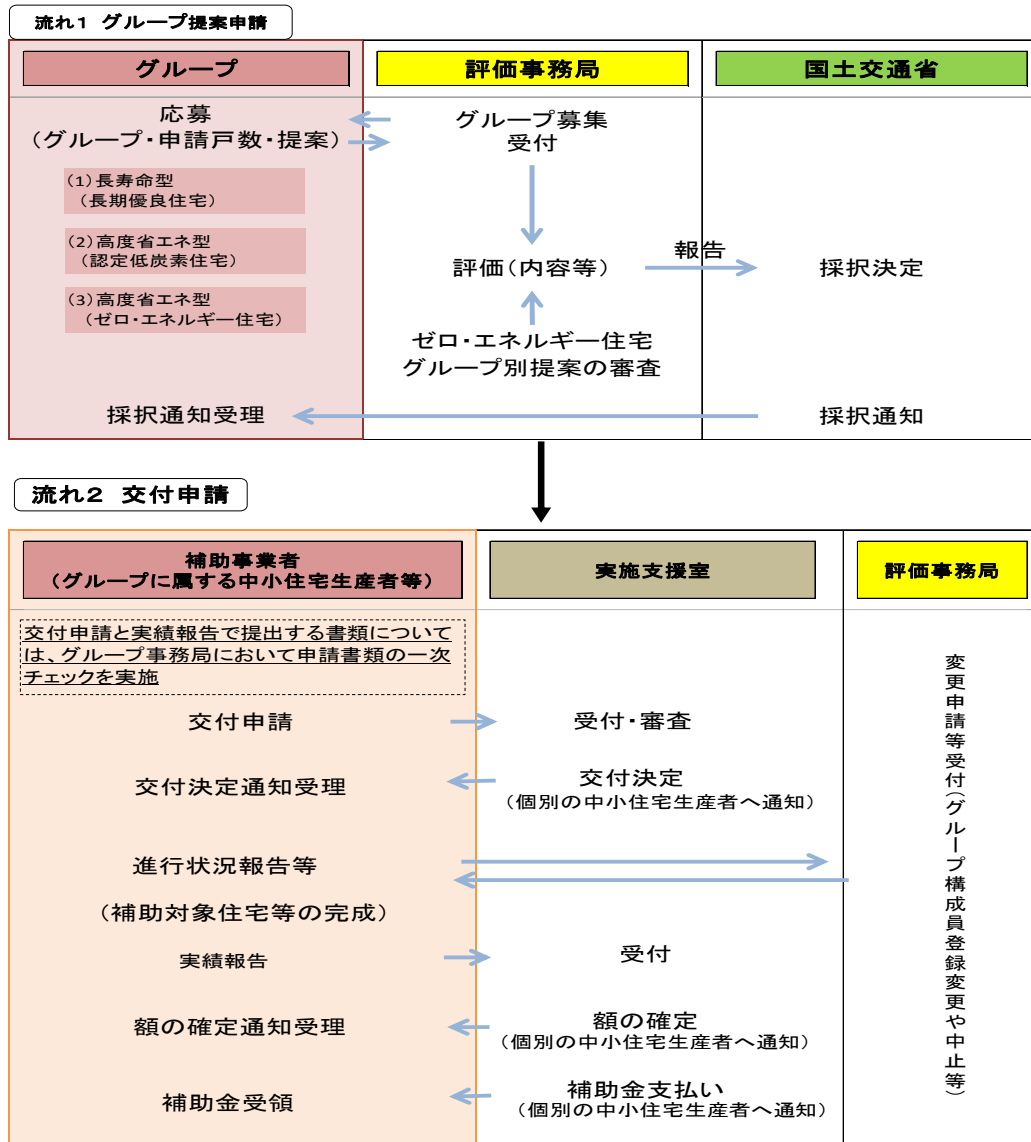 流れ1 グループ提案申請
グループ
評価事務局
国土交通省
応募
(グループ・申請戸数・提案)
グループ募集
受付
(1)長寿命型
(長期優良住宅)
(2)高度省エネ型
(認定低炭素住宅)
(3)高度省エネ型
(ゼロ・エネルギー住宅)
評価(内容等)
報告
採択決定
ゼロ・エネルギー住宅
グループ別提案の審査
採択通知受理
採択通知
流れ2 交付申請
補助事業者
(グループに属する中小住宅生産者等)
実施支援室
評価事務局
交付申請と実績報告で提出する書類について
は、グループ事務局において申請書類の一次
チェックを実施
交付申請
受付・審査
交付決定通知受理
交付決定
(個別の中小住宅生産者へ通知)
進行状況報告等
(補助対象住宅等の完成)
実績報告
受付
額の確定通知受理
額の確定
(個別の中小住宅生産者へ通知)
補助金受領
補助金支払い
(個別の中小住宅生産者へ通知)
変更申請等受付(グループ構成員登録変更や中止等)